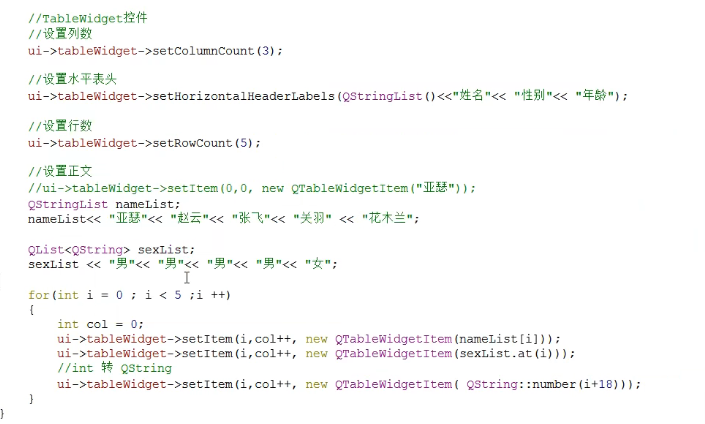 //TableWidget控件
//设置列数
ui->tableWidget->setColumnCount(3);
//设置水平表头
ui->tableWidget->setHorizontalHeaderLabels(QStringList()<<"姓名"<< "性别"<< "年龄");
//设置行数
ui->tableWidget->setRowCount(5);
//设置正文
//ui->tableWidget->setItem(0,0, new QTableWidgetItem("亚瑟"));
QStringList nameList;
nameList<< "亚瑟"<< "赵云"<< "张飞"<< "关羽" << "花木兰";
QList<QString> sexList;
sexList << "男"<< "男"<< "男"<< "男"<< "女";
for(int i = 0 ; i < 5 ;i ++)
{
int col = 0;
ui->tableWidget->setItem(i,col++, new QTableWidgetItem(nameList[i]));
ui->tableWidget->setItem(i,col++, new QTableWidgetItem(sexList.at(i)));
//int 转 QString
ui->tableWidget->setItem(i,col++, new QTableWidgetItem( QString::number(i+18)));
}
}